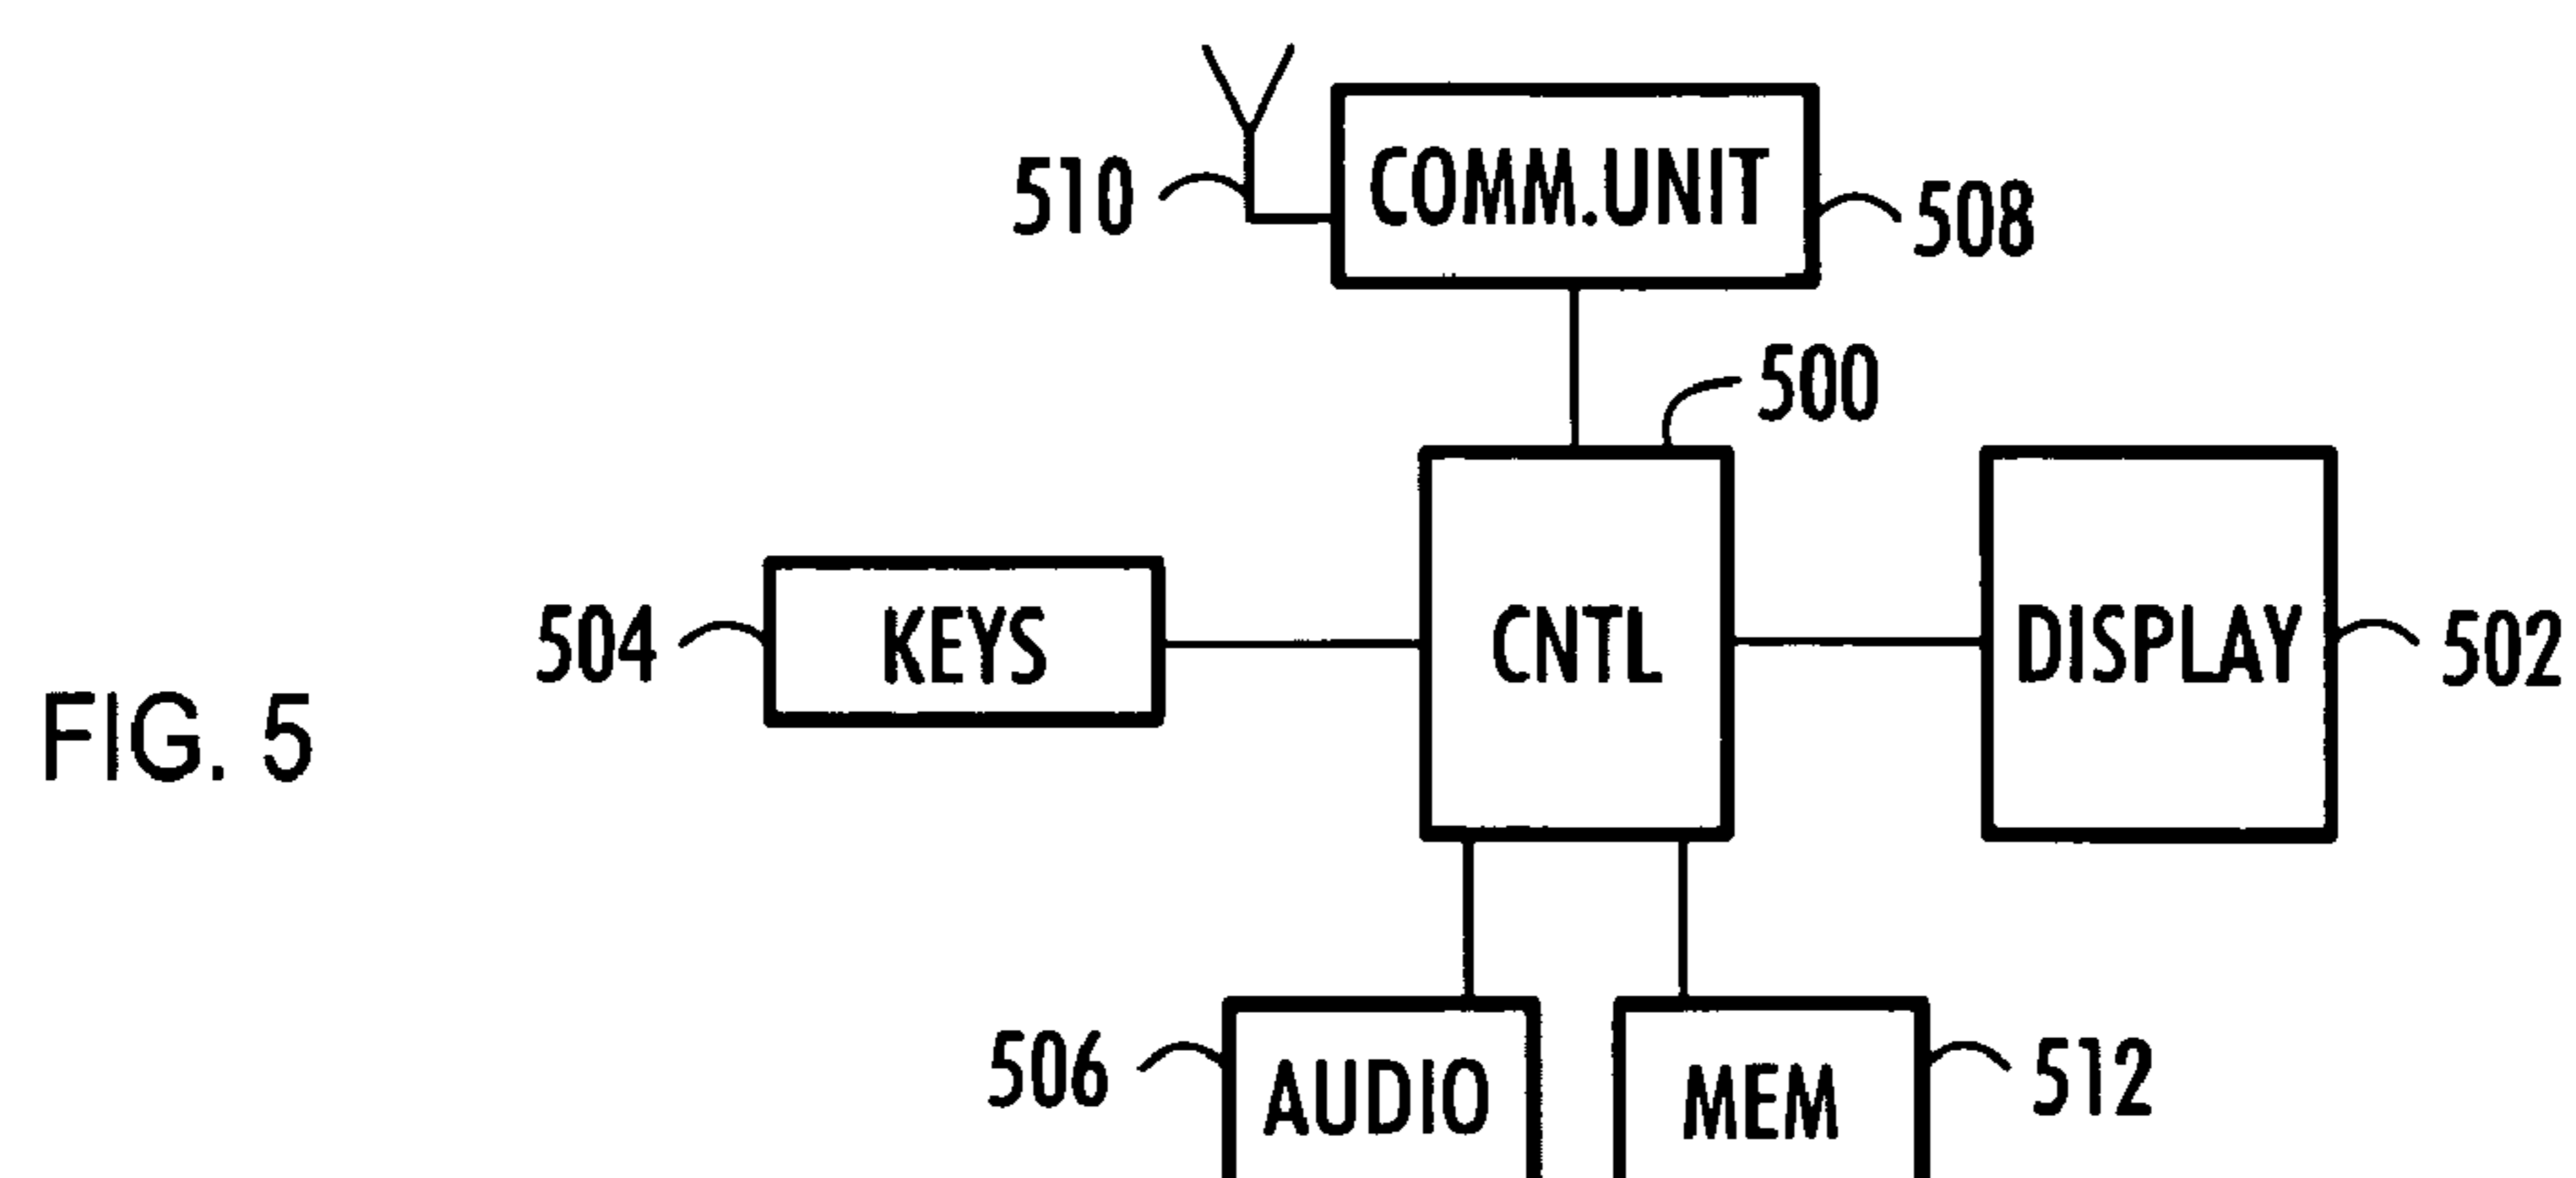 COMM.UNIT
510
508
500
504
KEYS
CNTL
DISPLAY
502
FIG. 5
506
AUDIO
MEM
512